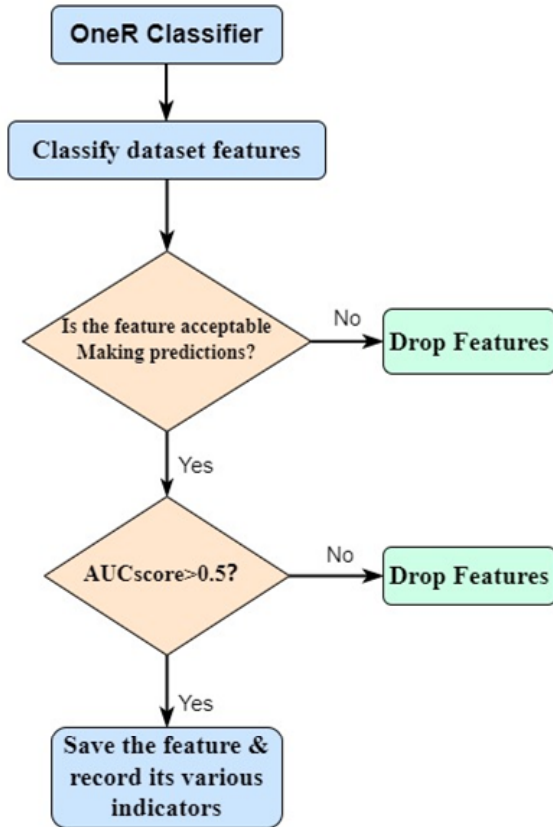 OneR Classifier
Classify dataset features
Is the feature acceptable
Making predictions?
No
Drop Features
Yes
AUCscore>0.5?
No
Drop Features
Yes
Save the feature &
record its various
indicators